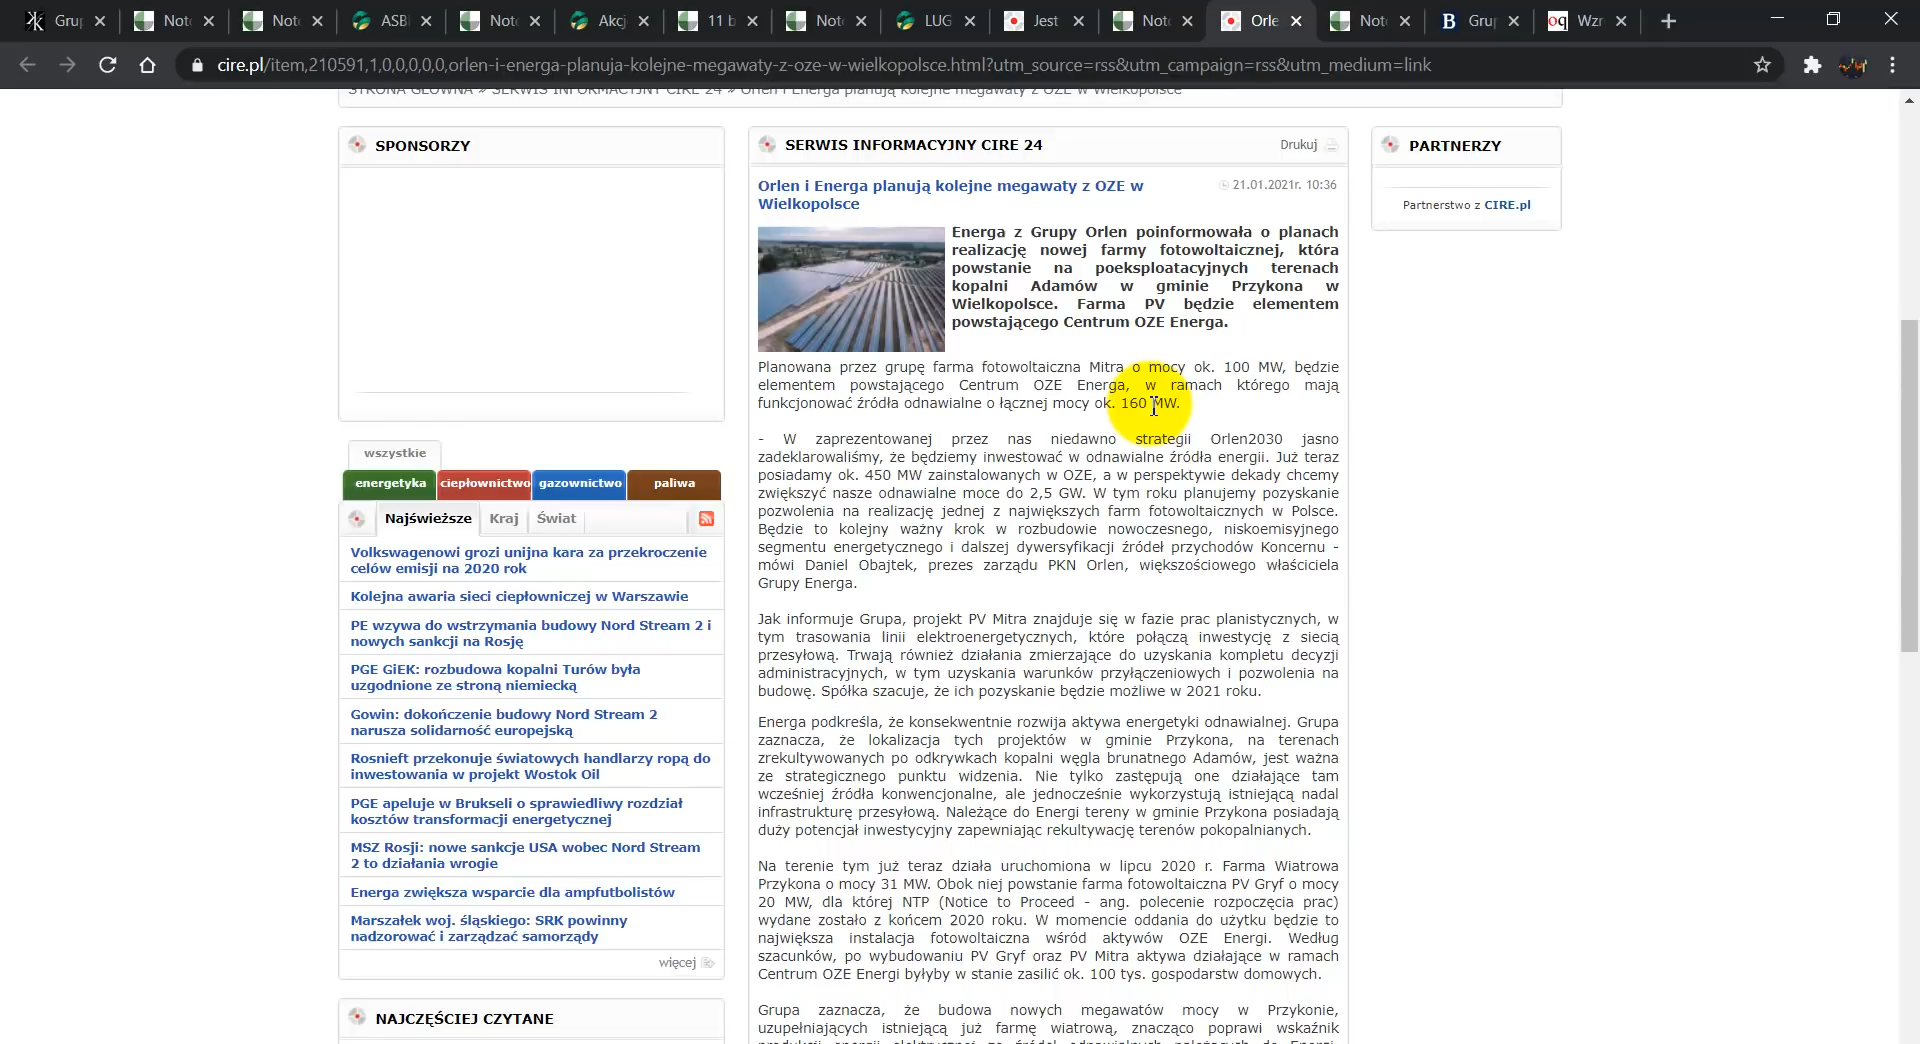 Gru
Note
Note
ASBI
Note
Akcj
11 b
Note
LUG
Jest
Note
Orle
Note
Gru
Wzr
cire.pl/item,210591,1,0,0,0,0,0,orlen-i-energa-planuja-kolejne-megawaty-z-oze-w-wielkopolsce.html?utm_source=rss&utm_campaign=rss&utm_medium=link
STRONA GŁÓWNA » SERWIS INFORMACYJNY CIRE 24 » Orlen i Energa planują kolejne megawaty z OZE w Wielkopolsce
SPONSORZY
wszystkie
energetyka ciepłownictwo gazownictwo paliwa
Najświeższe Kraj Świat
Volkswagenowi grozi unijna kara za przekroczenie
celów emisji na 2020 rok
Kolejna awaria sieci ciepłowniczej w Warszawie
PE wzywa do wstrzymania budowy Nord Stream 2 i
nowych sankcji na Rosję
PGE GiEK: rozbudowa kopalni Turów była
uzgodnione ze stroną niemiecką
Gowin: dokończenie budowy Nord Stream 2
narusza solidarność europejską
Rosnieft przekonuje światowych handlarzy ropą do
inwestowania w projekt Wostok Oil
PGE apeluje w Brukseli o sprawiedliwy rozdział
kosztów transformacji energetycznej
MSZ Rosji: nowe sankcje USA wobec Nord Stream
2 to działania wrogie
Energa zwiększa wsparcie dla ampfutbolistów
Marszałek woj. śląskiego: SRK powinny
nadzorować i zarządzać samorządy
więcej
NAJCZĘŚCIEJ CZYTANE
SERWIS INFORMACYJNY CIRE 24
Drukuj
Orlen i Energa planują kolejne megawaty z OZE w
Wielkopolsce
21.01.2021r. 10:36
Energa z Grupy Orlen poinformowała o planach
realizację nowej farmy fotowoltaicznej, która
powstanie na poeksploatacyjnych terenach
kopalni Adamów w gminie Przykona w
Wielkopolsce. Farma PV będzie elementem
powstającego Centrum OZE Energa.
Planowana przez grupę farma fotowoltaiczna Mitra o mocy ok. 100 MW, będzie
elementem powstającego Centrum OZE Energa, w ramach którego mają
funkcjonować źródła odnawialne o łącznej mocy ok. 160 MW.
- W zaprezentowanej przez nas niedawno strategii Orlen2030 jasno
zadeklarowaliśmy, że będziemy inwestować w odnawialne źródła energii. Już teraz
posiadamy ok. 450 MW zainstalowanych w OZE, a w perspektywie dekady chcemy
zwiększyć nasze odnawialne moce do 2,5 GW. W tym roku planujemy pozyskanie
pozwolenia na realizację jednej z największych farm fotowoltaicznych w Polsce.
Będzie to kolejny ważny krok w rozbudowie nowoczesnego, niskoemisyjnego
segmentu energetycznego i dalszej dywersyfikacji źródeł przychodów Koncernu -
mówi Daniel Obajtek, prezes zarządu PKN Orlen, większościowego właściciela
Grupy Energa.
Jak informuje Grupa, projekt PV Mitra znajduje się w fazie prac planistycznych, w
tym trasowania linii elektroenergetycznych, które połączą inwestycję z siecią
przesyłową. Trwają również działania zmierzające do uzyskania kompletu decyzji
administracyjnych, w tym uzyskania warunków przyłączeniowych i pozwolenia na
budowę. Spółka szacuje, że ich pozyskanie będzie możliwe w 2021 roku.
Energa podkreśla, że konsekwentnie rozwija aktywa energetyki odnawialnej. Grupa
zaznacza, że lokalizacja tych projektów w gminie Przykona, na terenach
zrekultywowanych po odkrywkach kopalni węgla brunatnego Adamów, jest ważna
ze strategicznego punktu widzenia. Nie tylko zastępują one działające tam
wcześniej źródła konwencjonalne, ale jednocześnie wykorzystują istniejącą nadal
infrastrukturę przesyłową. Należące do Energi tereny w gminie Przykona posiadają
duży potencjał inwestycyjny zapewniając rekultywację terenów pokopalnianych.
Na terenie tym już teraz działa uruchomiona w lipcu 2020 r. Farma Wiatrowa
Przykona o mocy 31 MW. Obok niej powstanie farma fotowoltaiczna PV Gryf o mocy
20 MW, dla której NTP (Notice to Proceed - ang. polecenie rozpoczęcia prac)
wydane zostało z końcem 2020 roku. W momencie oddania do użytku będzie to
największa instalacja fotowoltaiczna wśród aktywów OZE Energi. Według
szacunków, po wybudowaniu PV Gryf oraz PV Mitra aktywa działające w ramach
Centrum OZE Energi byłyby w stanie zasilić ok. 100 tys. gospodarstw domowych.
Grupa zaznacza, że budowa nowych megawatów mocy w Przykonie,
uzupełniających istniejącą już farmę wiatrową, znacząco poprawi wskaźnik
PARTNERZY
Partnerstwo z CIRE.pl